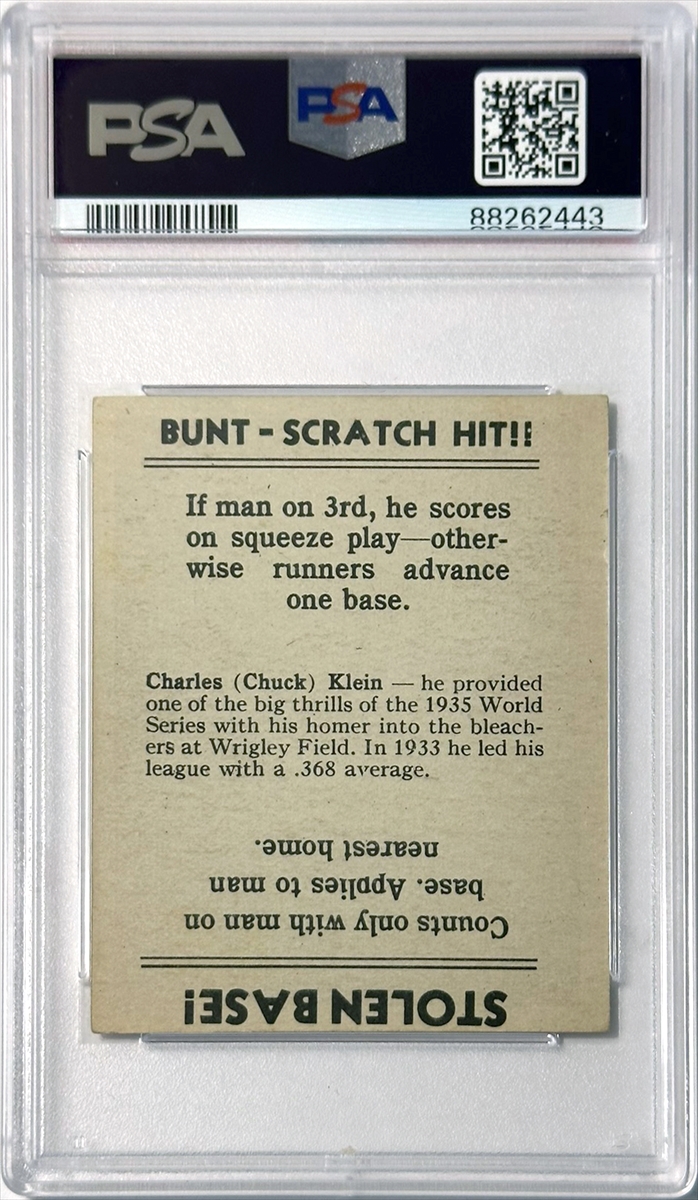 PSA
PSA
88262443
BUNT - SCRATCH HIT!!
If man on 3rd, he scores
on squeeze play—other-
wise runners advance
one base.
Charles (Chuck) Klein — he provided
one of the big thrills of the 1935 World
Series with his homer into the bleach-
ers at Wrigley Field. In 1933 he led his
league with a .368 average.
STOLEN BASE!
Counts only with man on
base. Applies to man
nearest home.